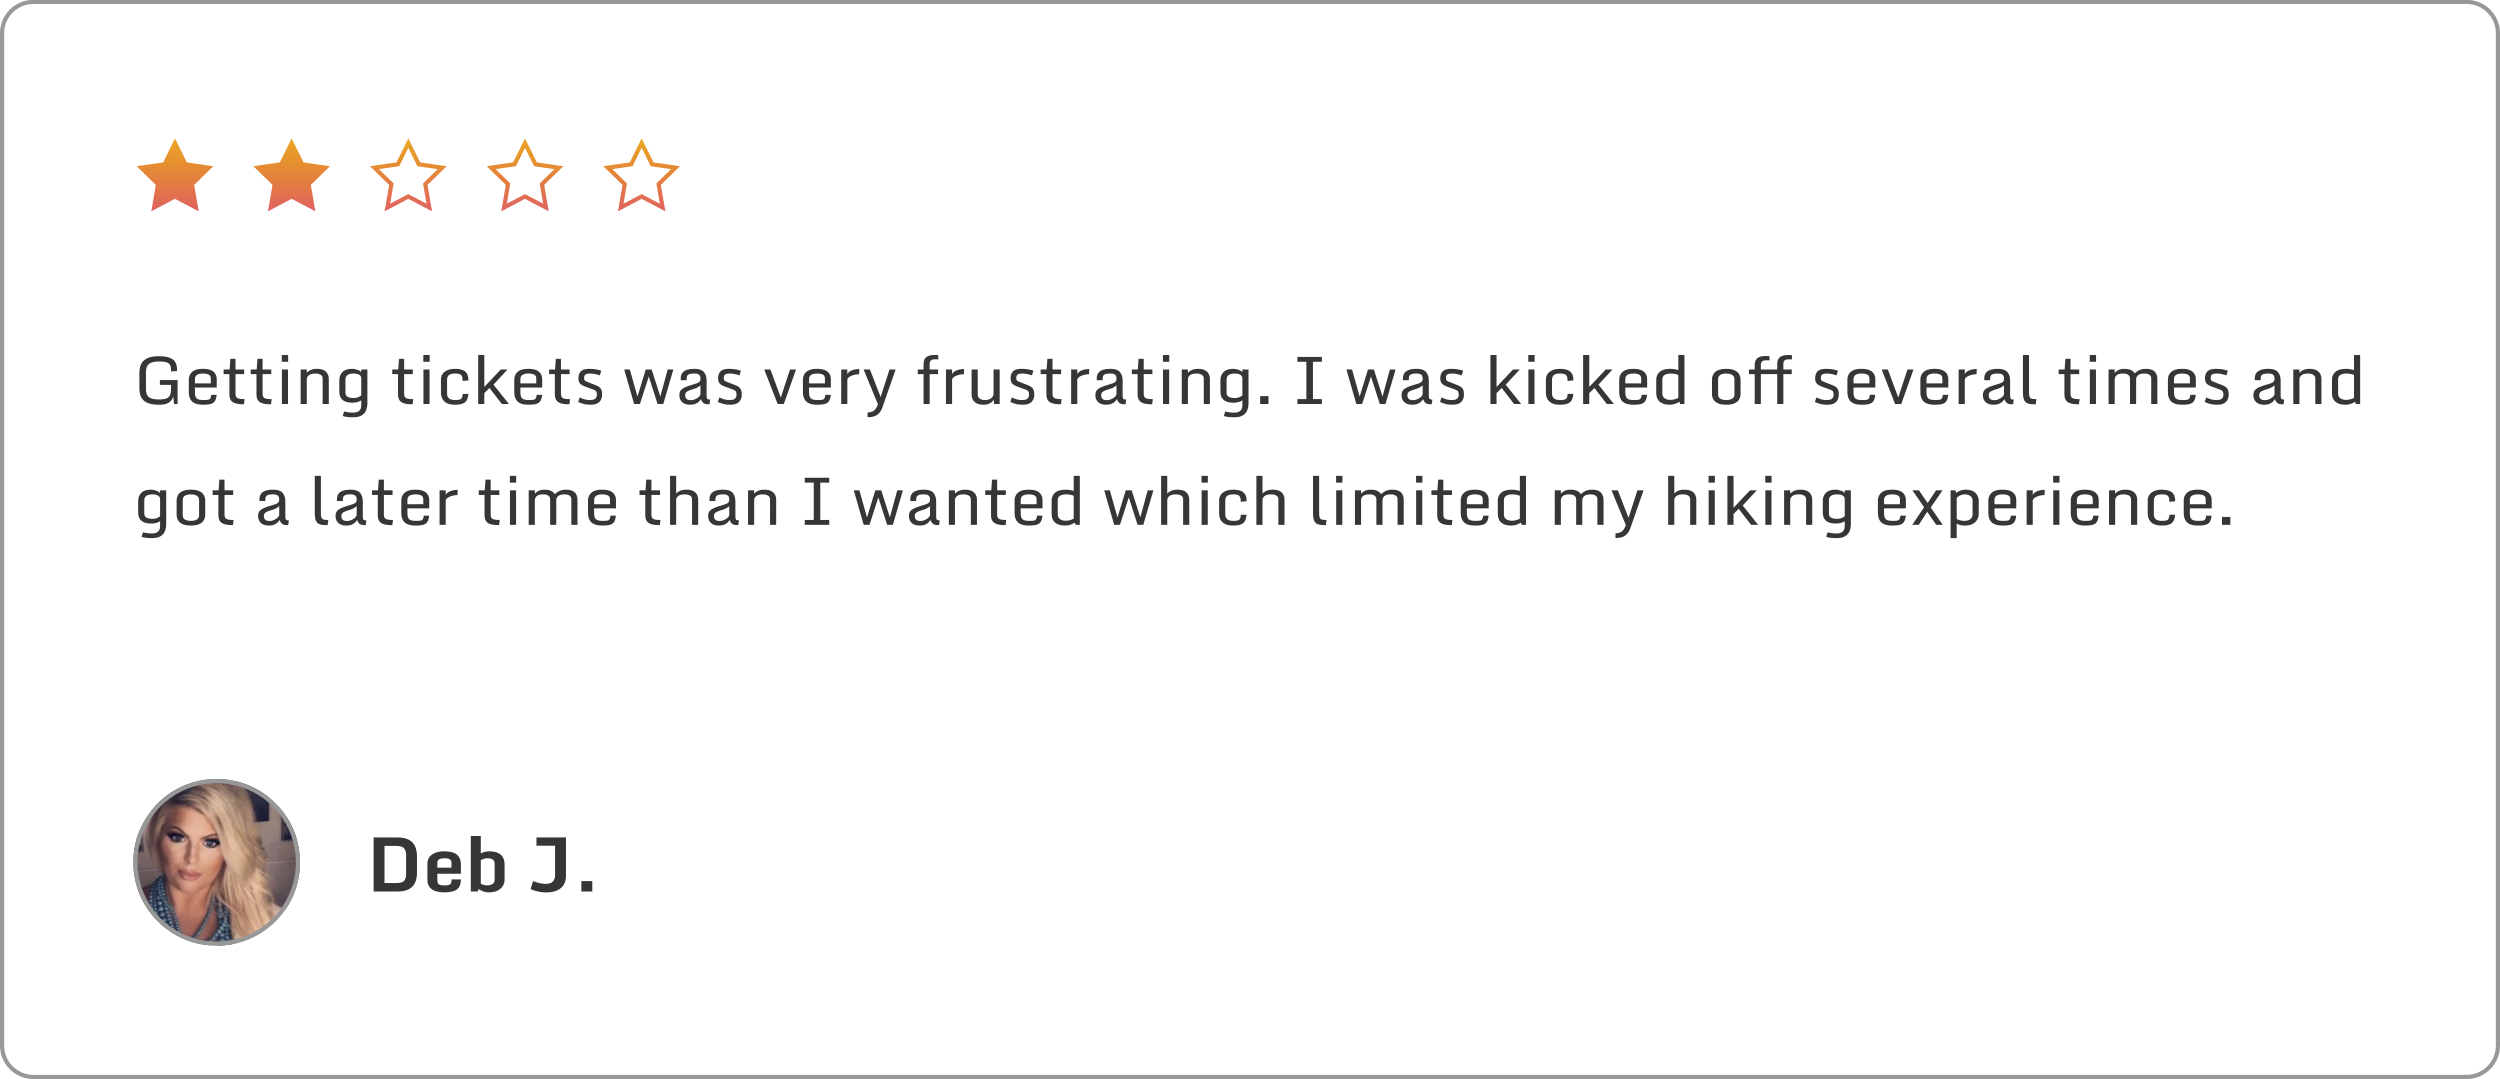 Getting tickets was very frustrating. I was kicked off several times and
got a later time than I wanted which limited my hiking experience.
Deb J.